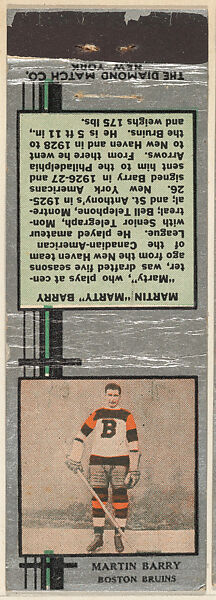 THE DIAMOND MATCH CO.
NEW YORK
MARTIN "MARTY" BARRY
"Marty", who plays at cen-
ter, was drafted five seasons
ago from the New Haven team
of the Canadian-American
League. He played amateur
with Senior Telegraph, Mon-
treal; Bell Telephone, Montre
al; and St. Anthony's in 1925-
26. New York Americans
signed Barry in 1926-27 and
sent him to the Philadelphia
Arrows. From there he went
to New Haven and in 1928 to
the Bruins. He is 5 ft 11 in.,
and weighs 175 lbs.
B
MARTIN BARRY
BOSTON BRUINS